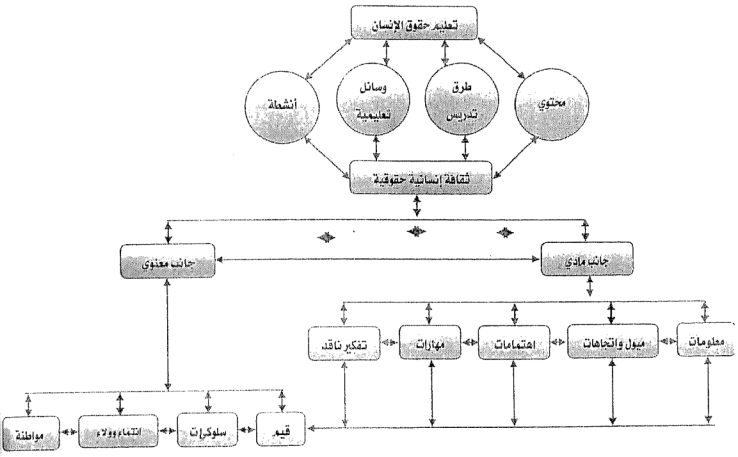 تعليم حقوق الإنسان
محتوي
طرق
تدريس
وسائل
تعليمية
أنشطة
ثقافة إنسانية حقوقية
جانب مادي
جانب معنوي
معلومات
ميول واتجاهات
اهتمامات
مهارات
تفكير ناقد
قيم
سلوكيات
انتماء وولاء
مواطنة